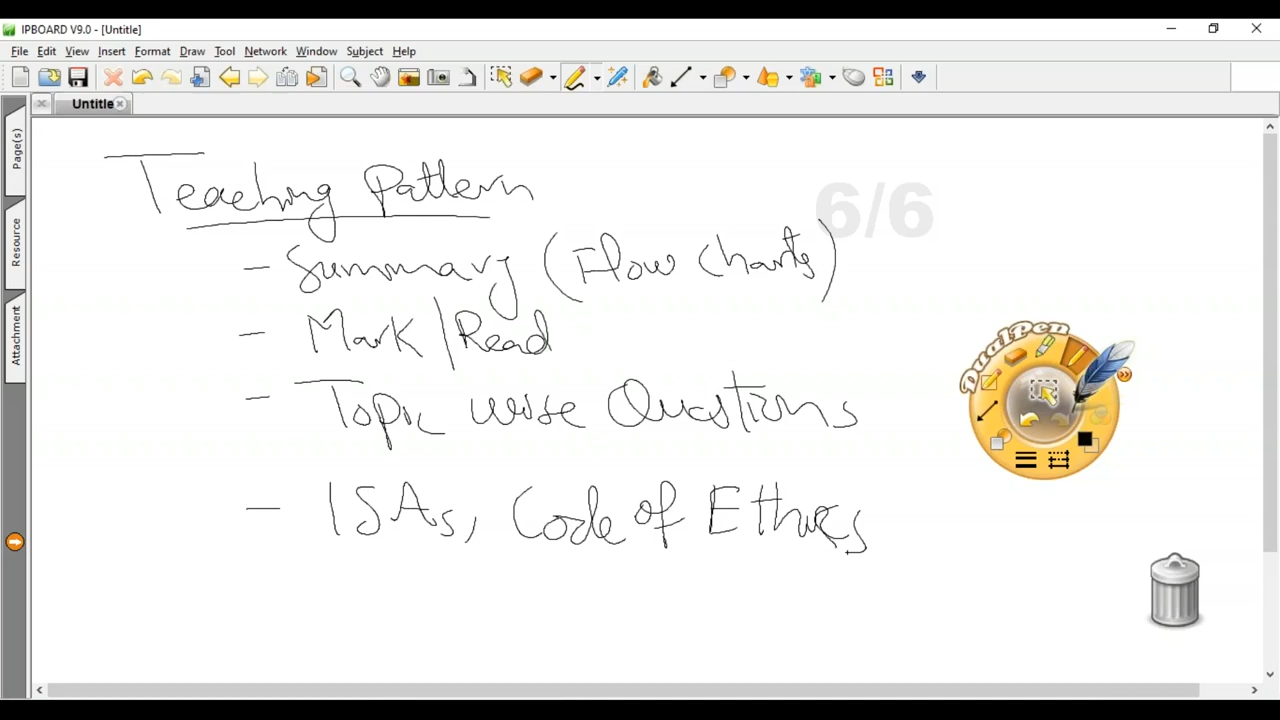 IPBOARD V9.0 - [Untitle]
File Edit View Insert Format Draw Tool Network Window Subject Help
Untitle
Page(s)
Resource
Attachment
Teaching Pattern
6/6
- Summary (Flow Charts)
- Mark/Read
- Topic wise Questions
- ISAs, Code of Ethics
DualPen